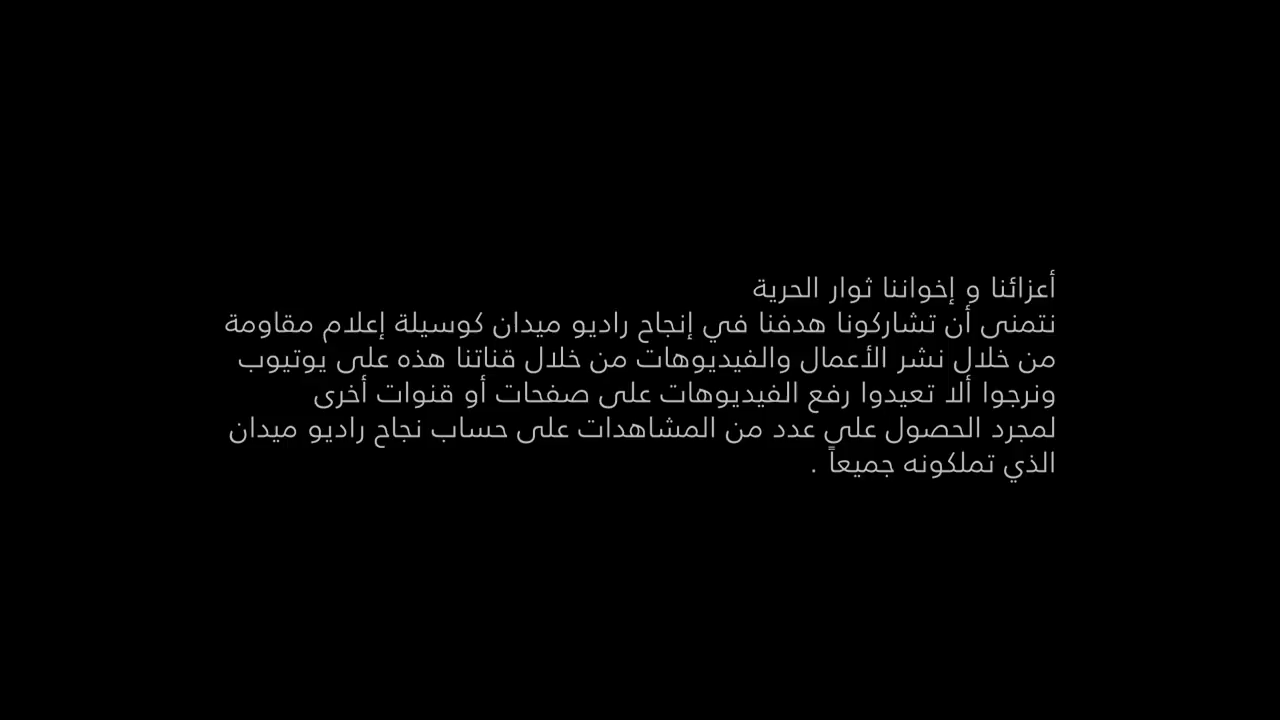 أعزائنا و إخواننا ثوار الحرية
نتمنى أن تشاركونا هدفنا في إنجاح راديو ميدان كوسيلة إعلام مقاومة
من خلال نشر الأعمال والفيديوهات من خلال قناتنا هذه على يوتيوب
ونرجوا ألا تعيدوا رفع الفيديوهات على صفحات أو قنوات أخرى
لمجرد الحصول على عدد من المشاهدات على حساب نجاح راديو ميدان
الذي تملكونه جميعاً .